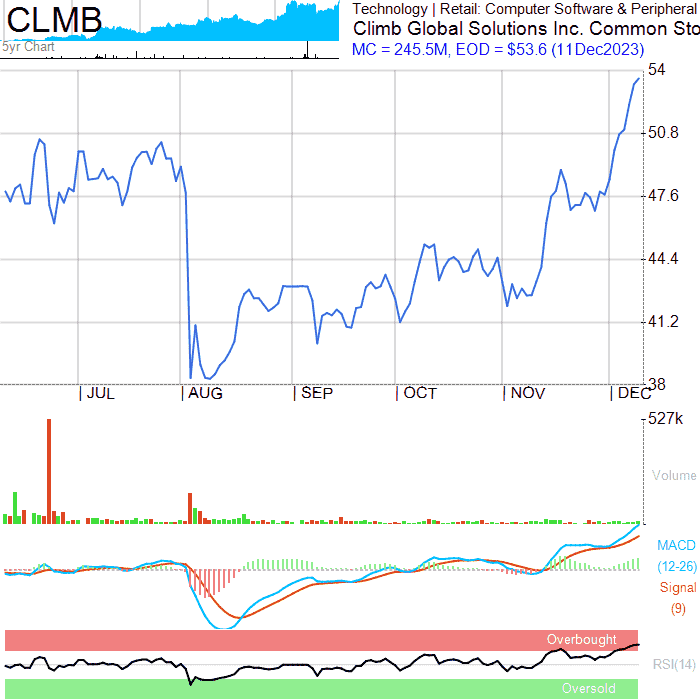 CLMB
Technology | Retail: Computer Software & Peripheral
Climb Global Solutions Inc. Common Sto
MC = 245.5M, EOD = $53.6 (11Dec2023)
5yr Chart
54
50.8
47.6
44.4
41.2
38
| JUL | AUG | SEP | OCT | NOV | DEC
527k
Volume
MACD
(12-26)
Signal
(9)
Overbought
RSI(14)
Oversold